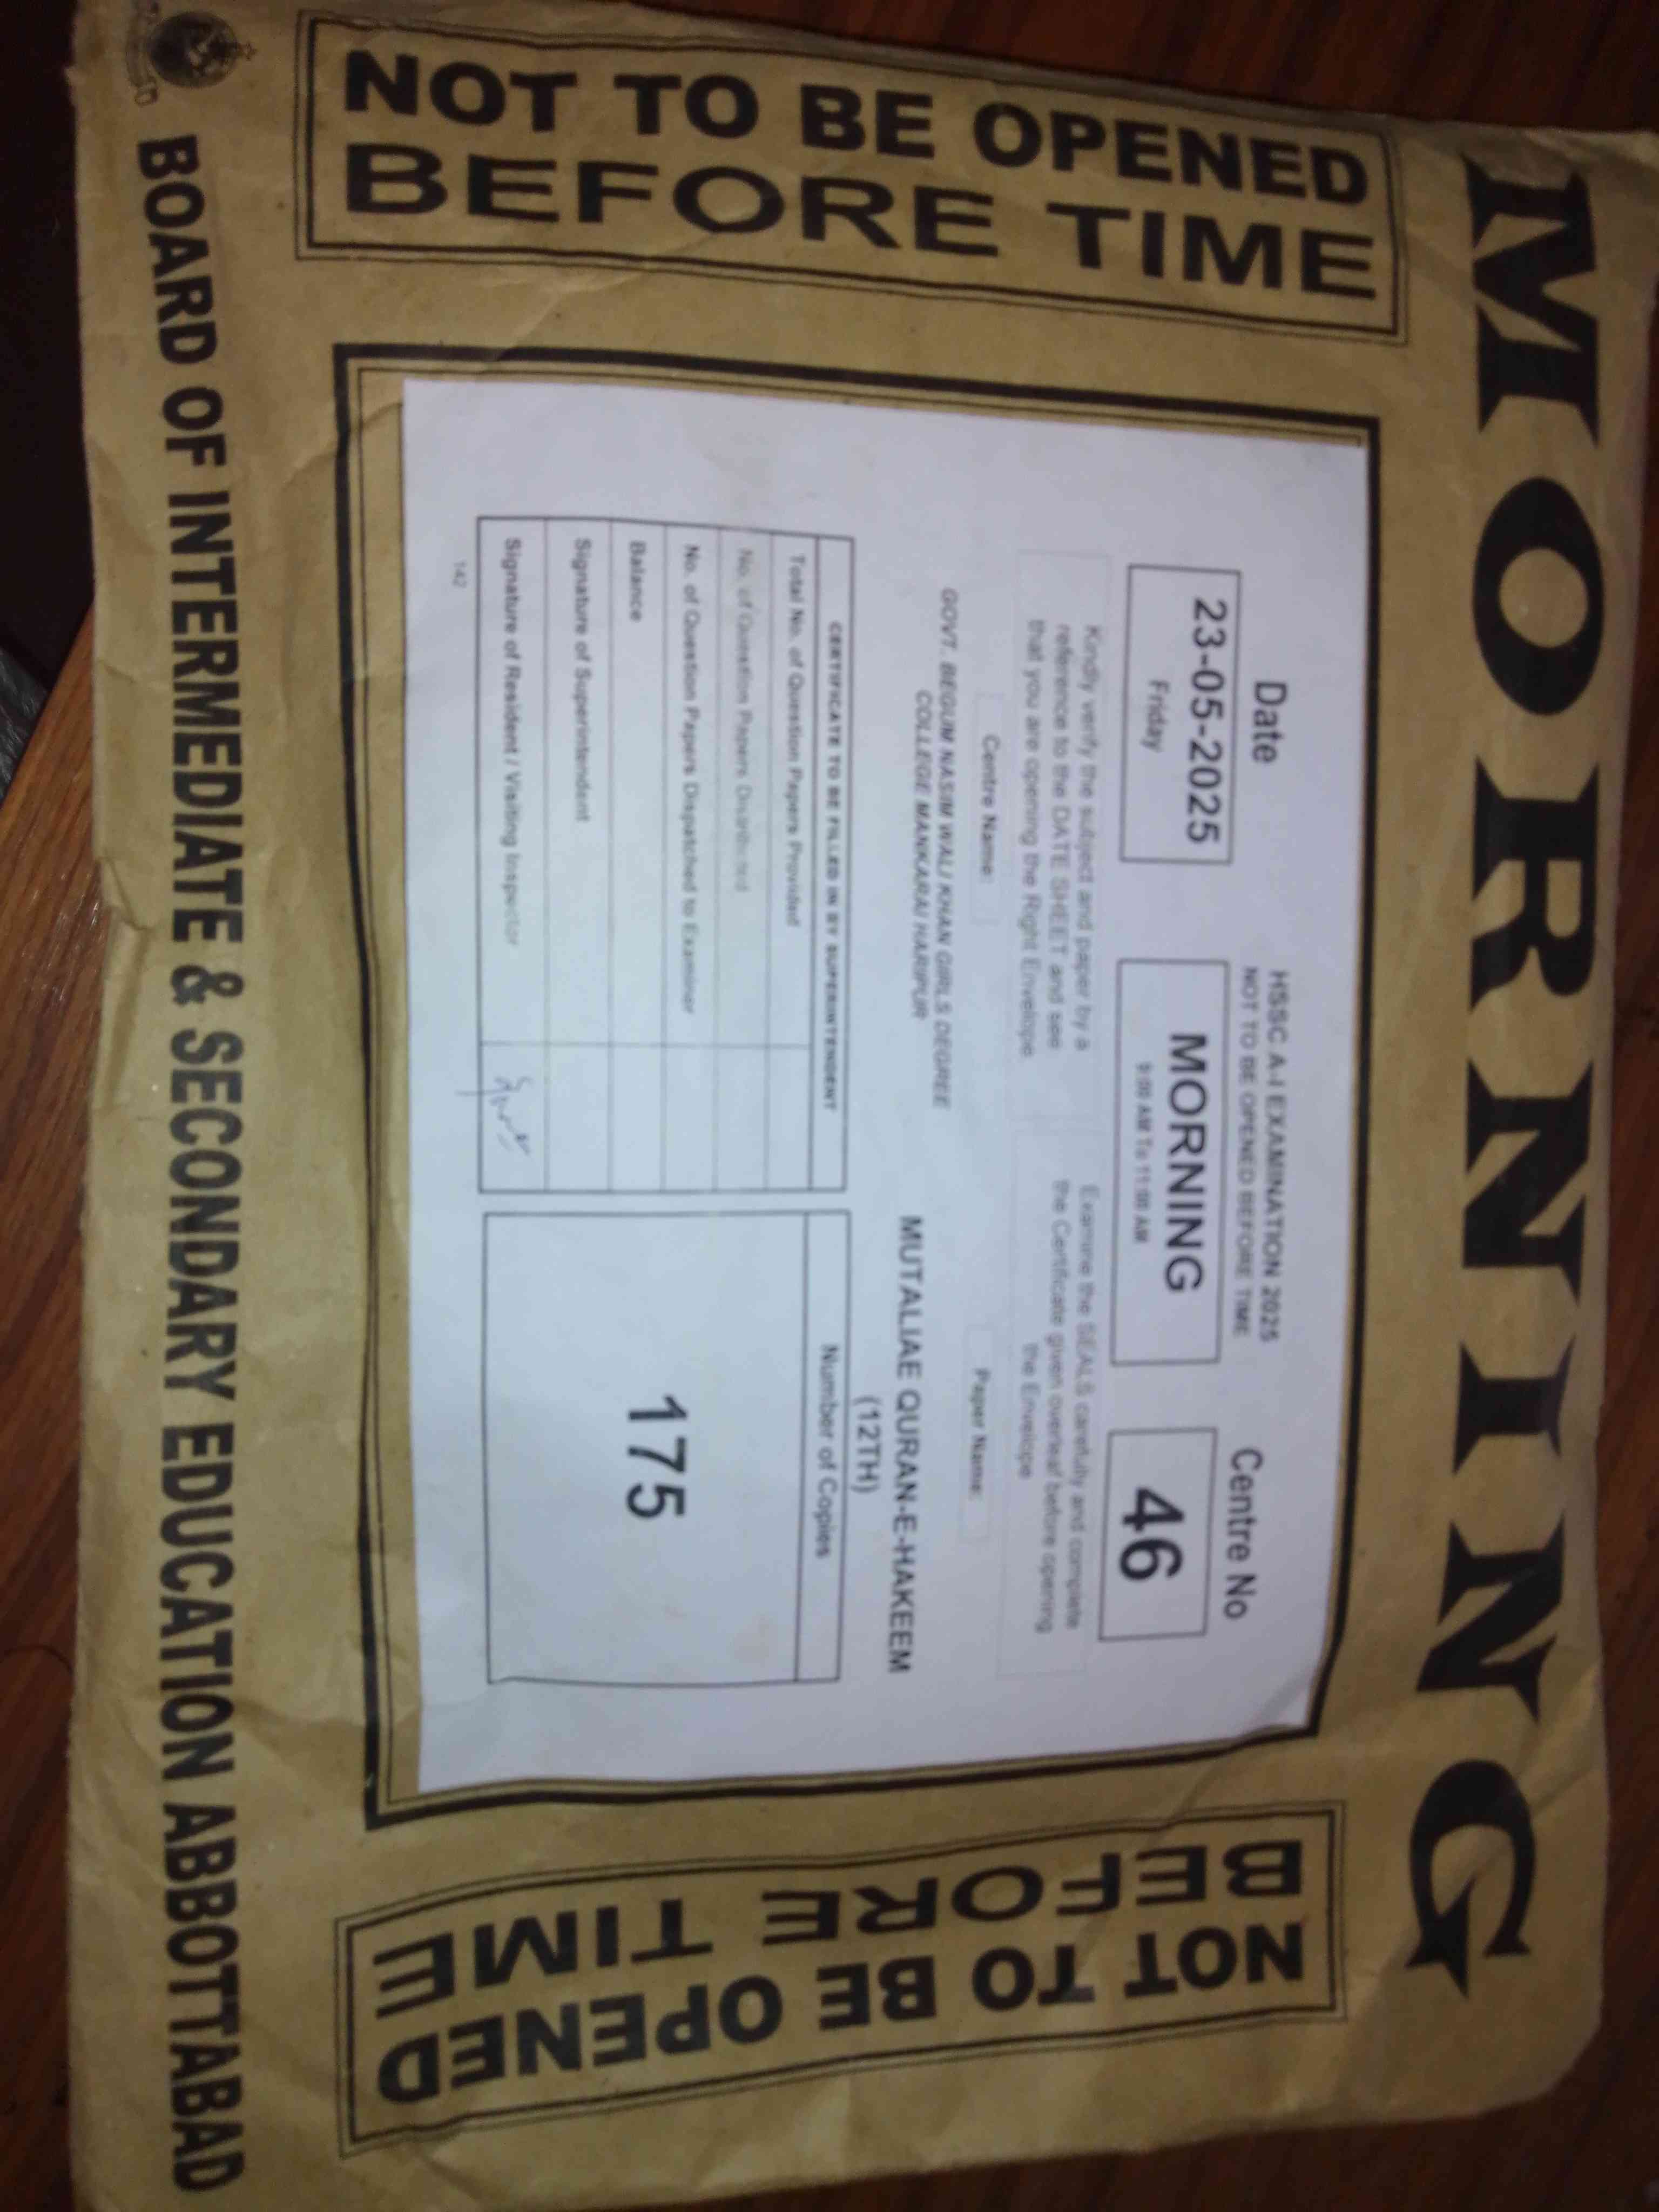 MORNING
NOT TO BE OPENED
BEFORE TIME
Date
23-05-2025
Friday
HSSC A-I EXAMINATION 2025
NOT TO BE OPENED BEFORE TIME
MORNING
9:00 AM To 11:00 AM
Centre No
46
Kindly verify the subject and paper by a
reference to the DATE SHEET and see
that you are opening the Right Envelope
Examine the SEALS carefully and complete
the Certificate given overleaf before opening
the Envelope
Centre Name:
GOVT. BEGUM NASIM WALI KHAN GIRLS DEGREE
COLLEGE MANKARAI HARIPUR
Paper Name:
MUTALIAE QURAN-E-HAKEEM
(12TH)
CERTIFICATE TO BE FILLED IN BY SUPERINTENDENT
Total No. of Question Papers Provided
No. of Question Papers Distributed
No. of Question Papers Dispatched to Examiner
Balance
Signature of Superintendent
Signature of Resident / Visiting Inspector
Number of Copies
175
142
NOT TO BE OPENED
BEFORE TIME
BOARD OF INTERMEDIATE & SECONDARY EDUCATION ABBOTTABAD